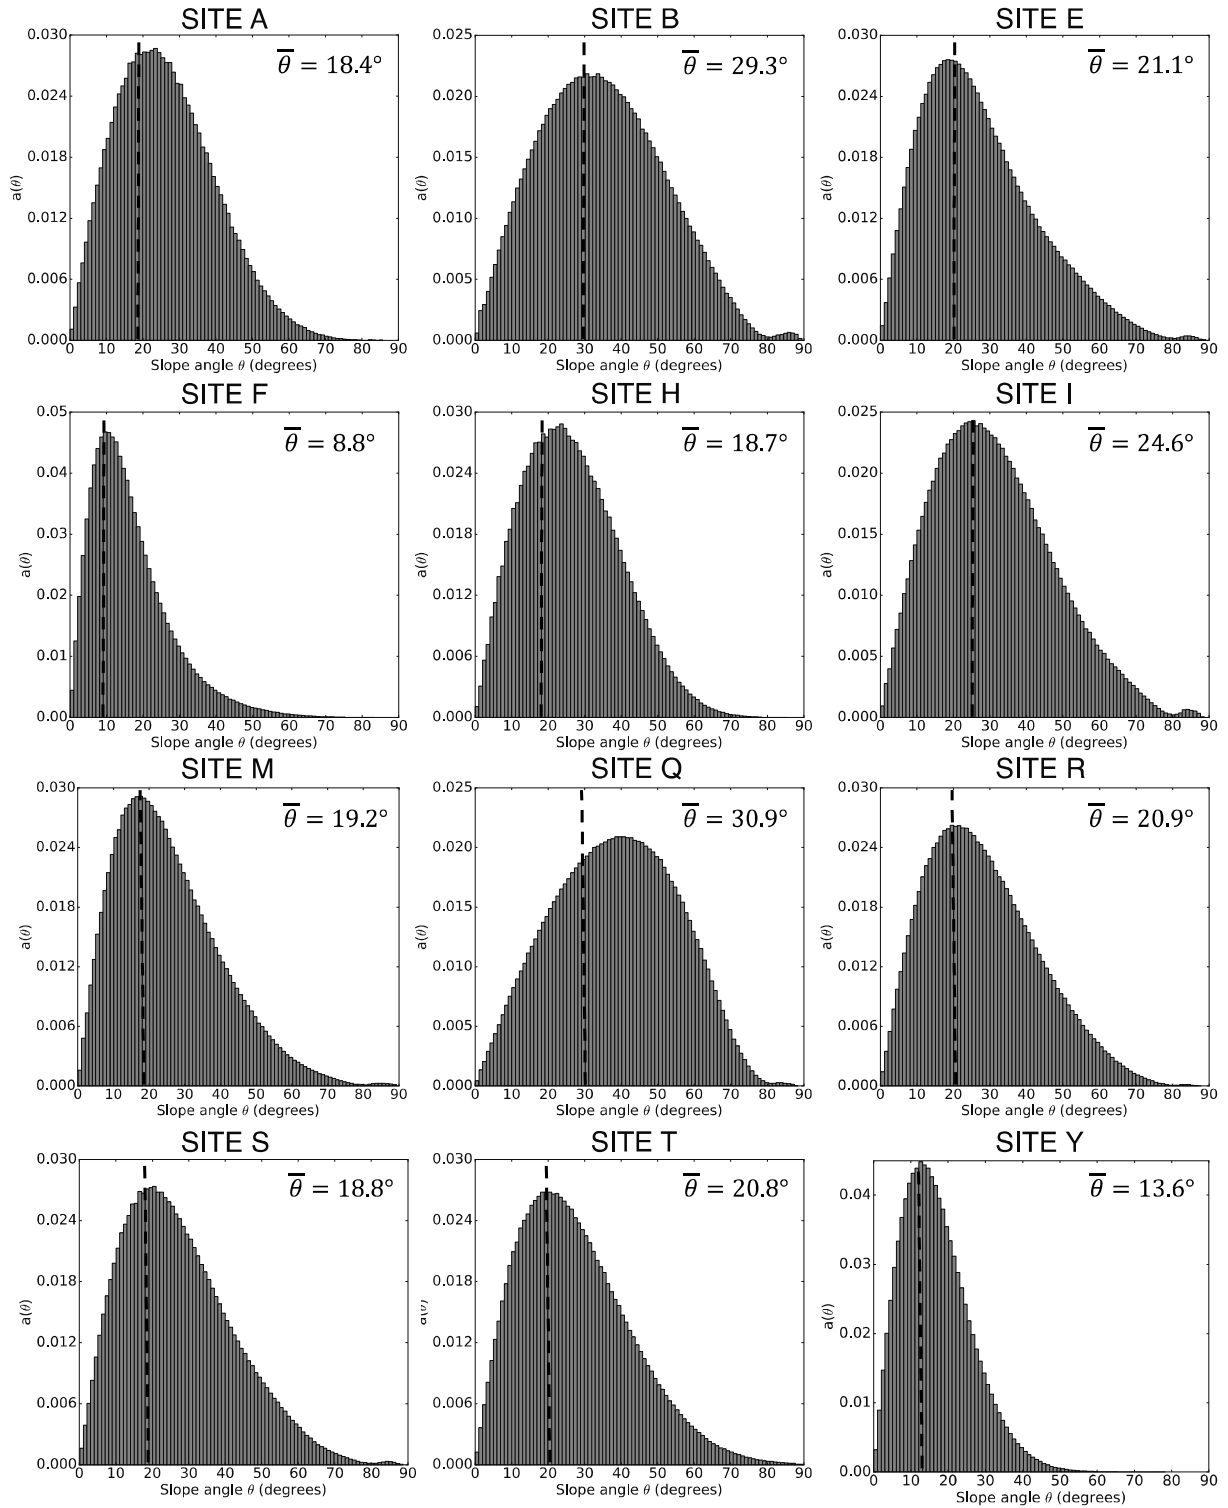 SITE A
SITE B
SITE E
0.030
0.024
0.018
0.012
0.006
0.000
a(θ)
θ̅ = 18.4°
0 10 20 30 40 50 60 70 80 90
Slope angle θ (degrees)
0.025
0.020
0.015
0.010
0.005
0.000
a(θ)
θ̅ = 29.3°
0 10 20 30 40 50 60 70 80 90
Slope angle θ (degrees)
0.030
0.024
0.018
0.012
0.006
0.000
a(θ)
θ̅ = 21.1°
0 10 20 30 40 50 60 70 80 90
Slope angle θ (degrees)
SITE F
SITE H
SITE I
0.05
0.04
0.03
0.02
0.01
0.00
a(θ)
θ̅ = 8.8°
0 10 20 30 40 50 60 70 80 90
Slope angle θ (degrees)
0.030
0.024
0.018
0.012
0.006
0.000
a(θ)
θ̅ = 18.7°
0 10 20 30 40 50 60 70 80 90
Slope angle θ (degrees)
0.025
0.020
0.015
0.010
0.005
0.000
a(θ)
θ̅ = 24.6°
0 10 20 30 40 50 60 70 80 90
Slope angle θ (degrees)
SITE M
SITE Q
SITE R
0.030
0.024
0.018
0.012
0.006
0.000
a(θ)
θ̅ = 19.2°
0 10 20 30 40 50 60 70 80 90
Slope angle θ (degrees)
0.025
0.020
0.015
0.010
0.005
0.000
a(θ)
θ̅ = 30.9°
0 10 20 30 40 50 60 70 80 90
Slope angle θ (degrees)
0.030
0.024
0.018
0.012
0.006
0.000
a(θ)
θ̅ = 20.9°
0 10 20 30 40 50 60 70 80 90
Slope angle θ (degrees)
SITE S
SITE T
SITE Y
0.030
0.024
0.018
0.012
0.006
0.000
a(θ)
θ̅ = 18.8°
0 10 20 30 40 50 60 70 80 90
Slope angle θ (degrees)
0.030
0.024
0.018
0.012
0.006
0.000
a(θ)
θ̅ = 20.8°
0 10 20 30 40 50 60 70 80 90
Slope angle θ (degrees)
0.04
0.03
0.02
0.01
0.00
a(θ)
θ̅ = 13.6°
0 10 20 30 40 50 60 70 80 90
Slope angle θ (degrees)